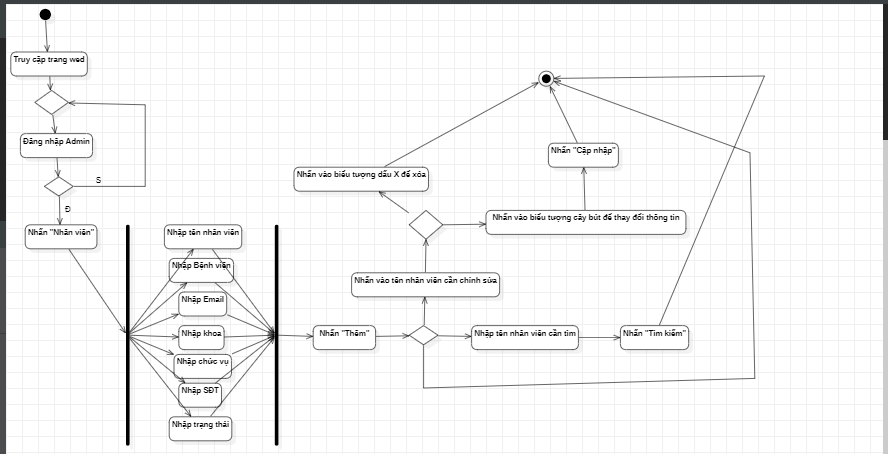 Truy cập trang wed
Đăng nhập Admin
S
Đ
Nhấn "Nhân viên"
Nhập tên nhân viên
Nhập Bệnh viện
Nhập Email
Nhập khoa
Nhập chức vụ
Nhập SĐT
Nhập trạng thái
Nhấn "Thêm"
Nhập tên nhân viên cần tìm
Nhấn "Tìm kiếm"
Nhấn vào tên nhân viên cần chỉnh sửa
Nhấn vào biểu tượng cây bút để thay đổi thông tin
Nhấn vào biểu tượng dấu X để xóa
Nhấn "Cập nhập"